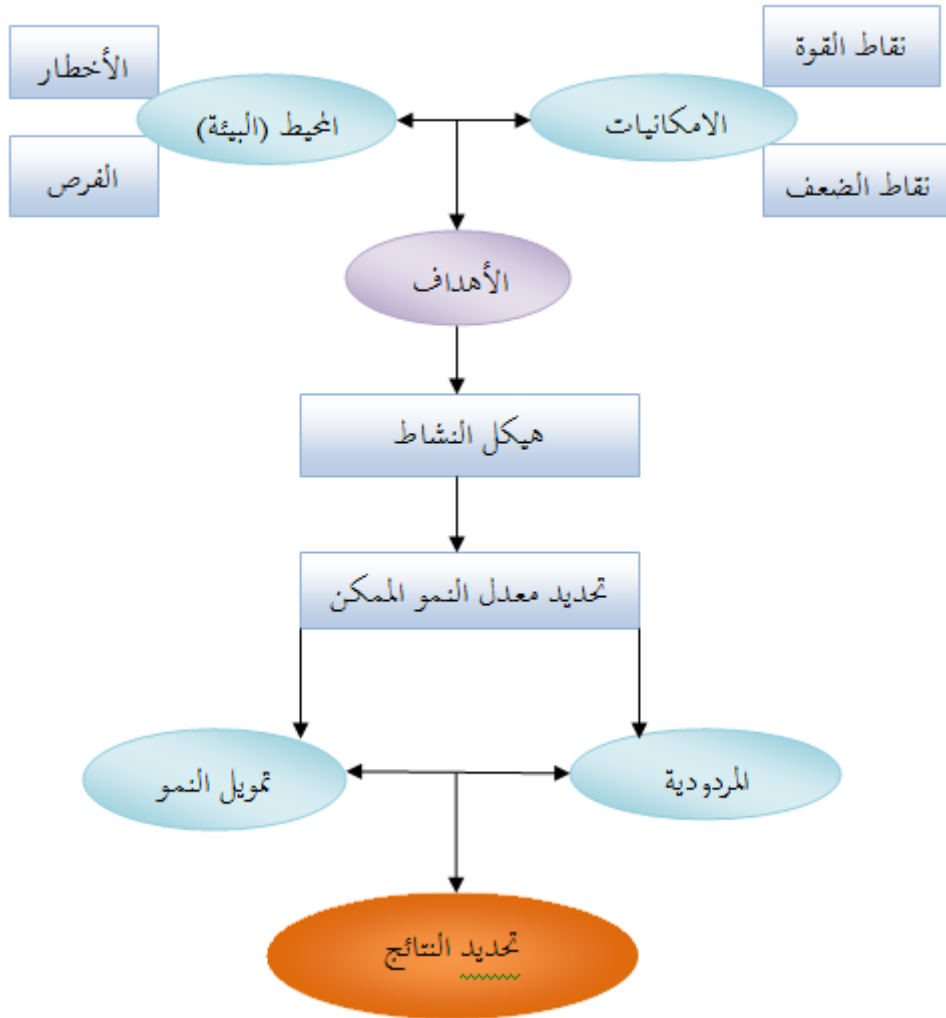 نقاط القوة
الأخطار
الامكانيات
المحيط (البيئة)
نقاط الضعف
الفرص
الأهداف
هيكل النشاط
تحديد معدل النمو الممكن
المردودية
تمويل النمو
تحديد النتائج